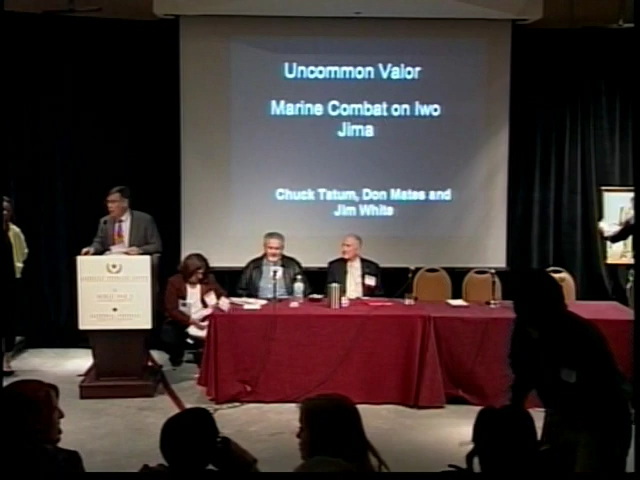 Uncommon Valor
Marine Combat on Iwo
Jima
Chuck Tatum, Don Mates and
Jim White